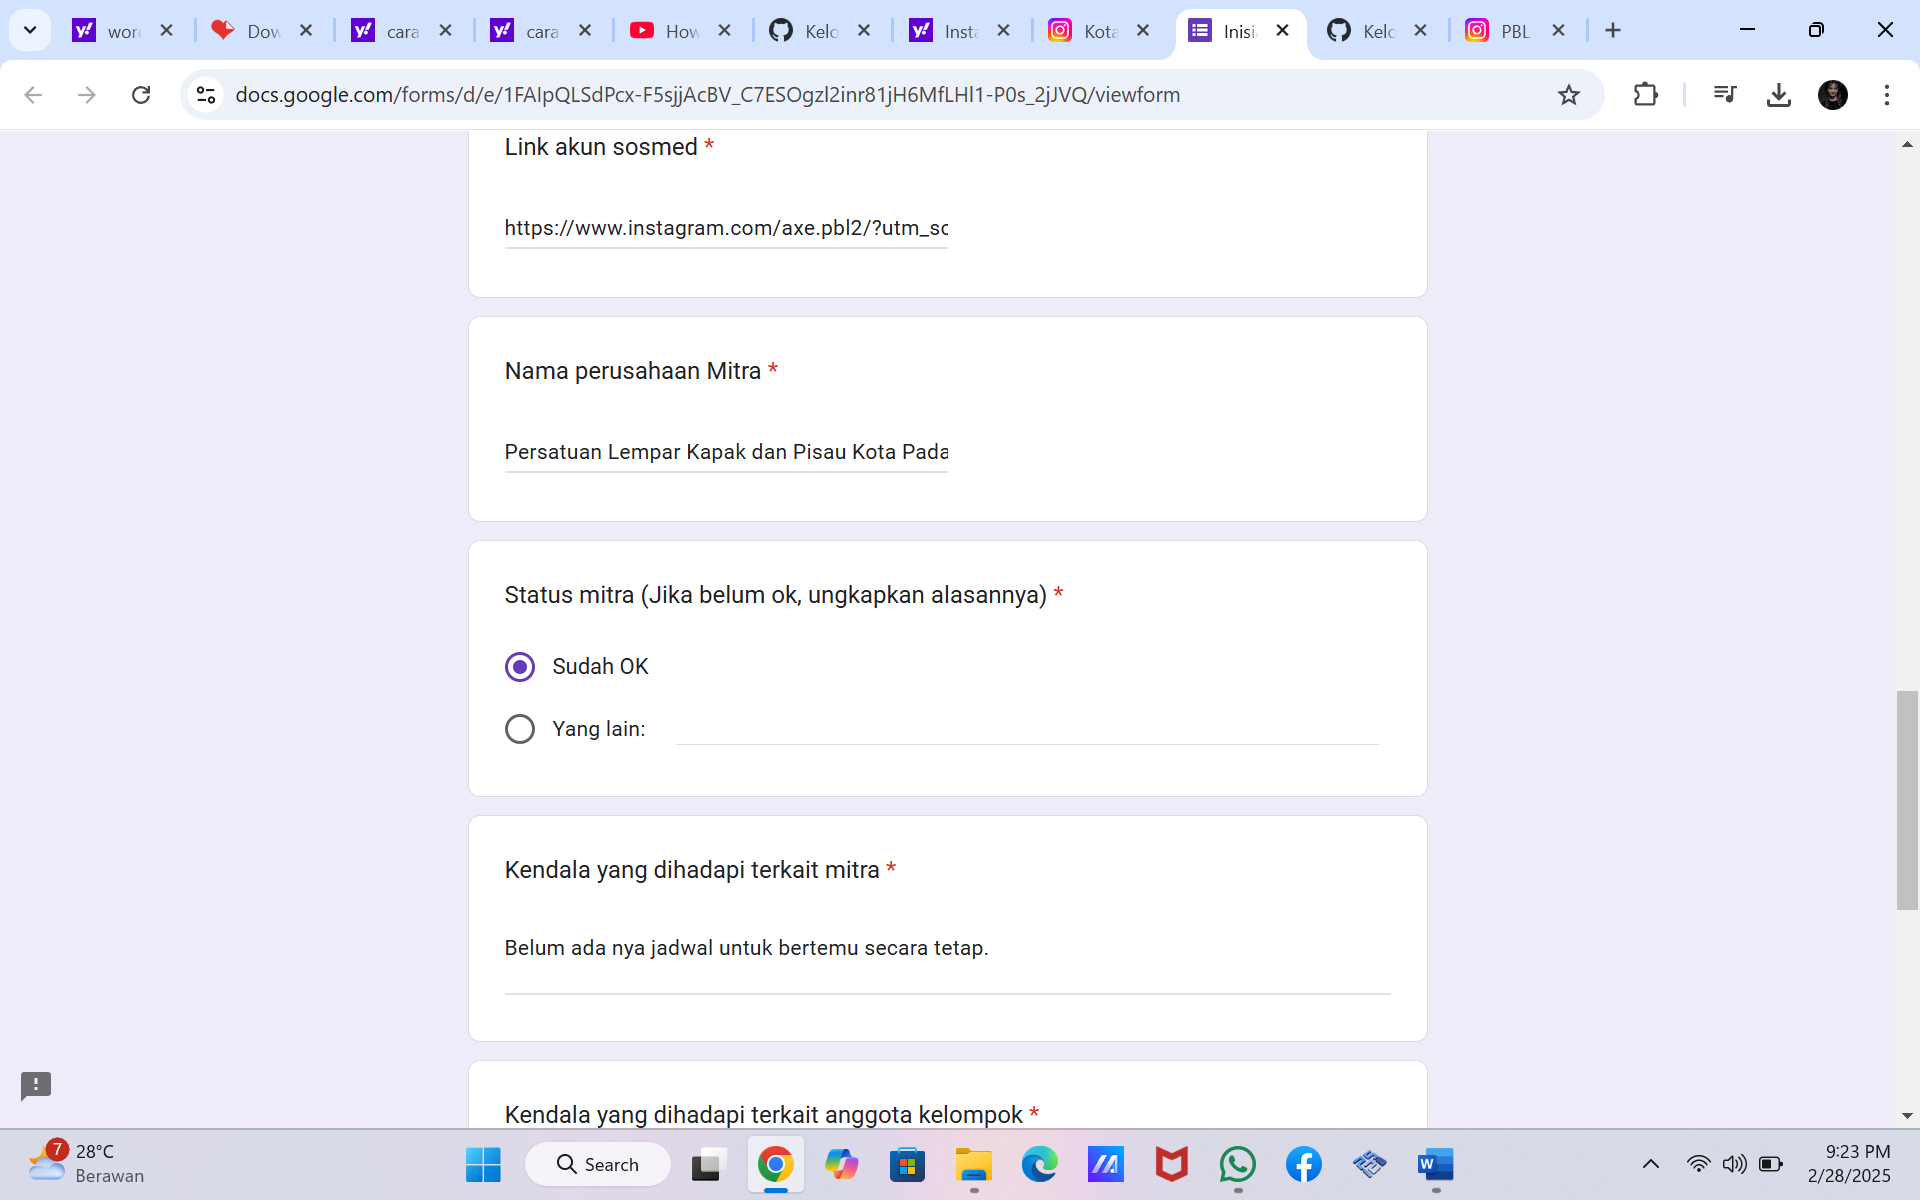 wor
Dow
cara
cara
How
Kelo
Insta
Kota
Inisi
Kelo
PBL
docs.google.com/forms/d/e/1FAIpQLSdPcx-F5sjjAcBV_C7ESOgzl2inr81jH6MfLHl1-P0s_2jJVQ/viewform
Link akun sosmed *
https://www.instagram.com/axe.pbl2/?utm_sc
Nama perusahaan Mitra *
Persatuan Lempar Kapak dan Pisau Kota Pada
Status mitra (Jika belum ok, ungkapkan alasannya) *
Sudah OK
Yang lain:
Kendala yang dihadapi terkait mitra *
Belum ada nya jadwal untuk bertemu secara tetap.
Kendala yang dihadapi terkait anggota kelompok *
7
28°C
Berawan
Search
9:23 PM
2/28/2025